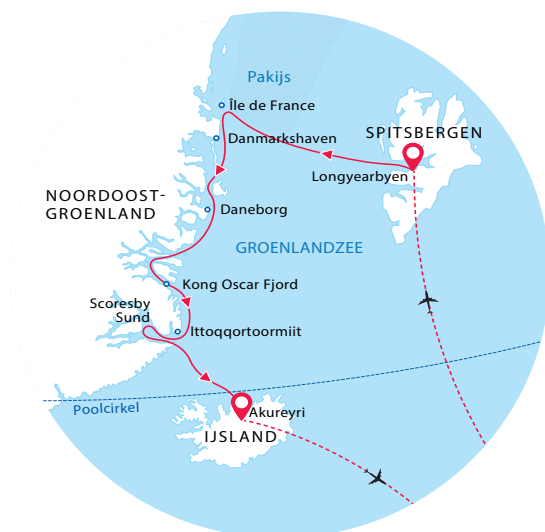 Pakijs
Île de France
SPITSBERGEN
Danmarkshaven
Longyearbyen
NOORDOOST-
GROENLAND
Daneborg
GROENLANDZEE
Kong Oscar Fjord
Scoresby
Sund
Ittoqqortoormiit
Poolcirkel
Akureyri
IJSLAND